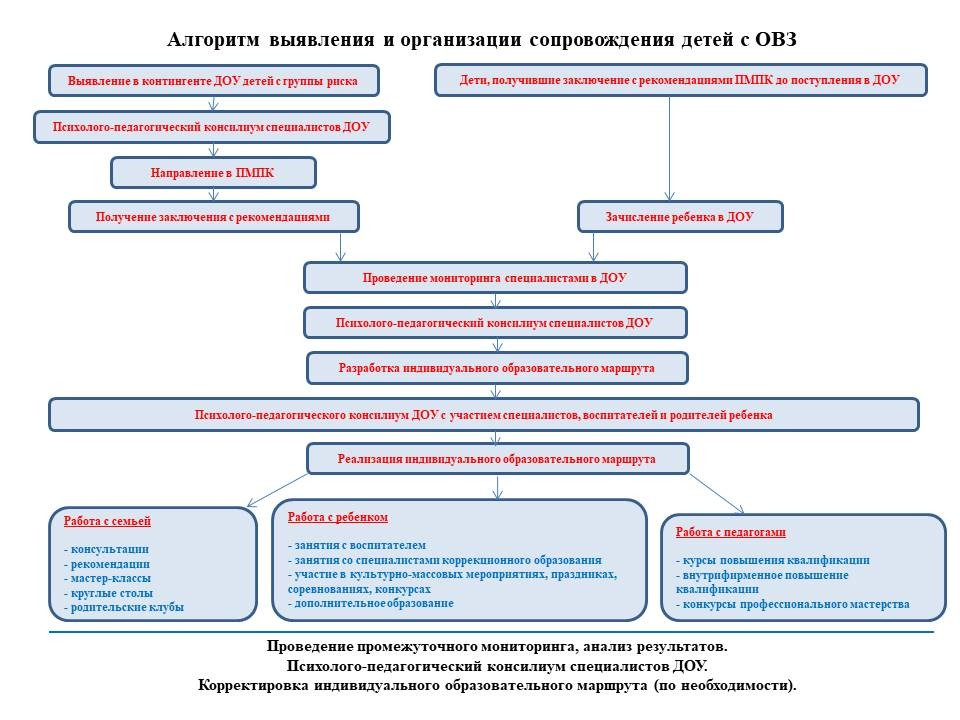 Алгоритм выявления и организации сопровождения детей с ОВЗ
Выявление в контингенте ДОУ детей с группы риска
Дети, получившие заключение с рекомендациями ПМПК до поступления в ДОУ
Психолого-педагогический консилиум специалистов ДОУ
Направление в ПМПК
Получение заключения с рекомендациями
Зачисление ребенка в ДОУ
Проведение мониторинга специалистами в ДОУ
Психолого-педагогический консилиум специалистов ДОУ
Разработка индивидуального образовательного маршрута
Психолого-педагогического консилиум ДОУ с участием специалистов, воспитателей и родителей ребенка
Реализация индивидуального образовательного маршрута
Работа с семьей
- консультации
- рекомендации
- мастер-классы
- круглые столы
- родительские клубы
Работа с ребенком
- занятия с воспитателем
- занятия со специалистами коррекционного образования
- участие в культурно-массовых мероприятиях, праздниках,
соревнованиях, конкурсах
- дополнительное образование
Работа с педагогами
- курсы повышения квалификации
- внутрифирменное повышение
квалификации
- конкурсы профессионального мастерства
Проведение промежуточного мониторинга, анализ результатов.
Психолого-педагогический консилиум специалистов ДОУ.
Корректировка индивидуального образовательного маршрута (по необходимости).